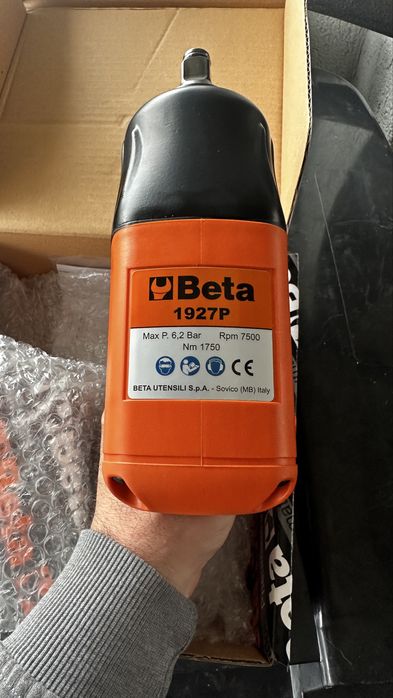 Beta
1927P
Max P. 6,2 Bar Rpm 7500
Nm 1750
CE
BETA UTENSILI S.p.A. - Sovico (MB) Italy